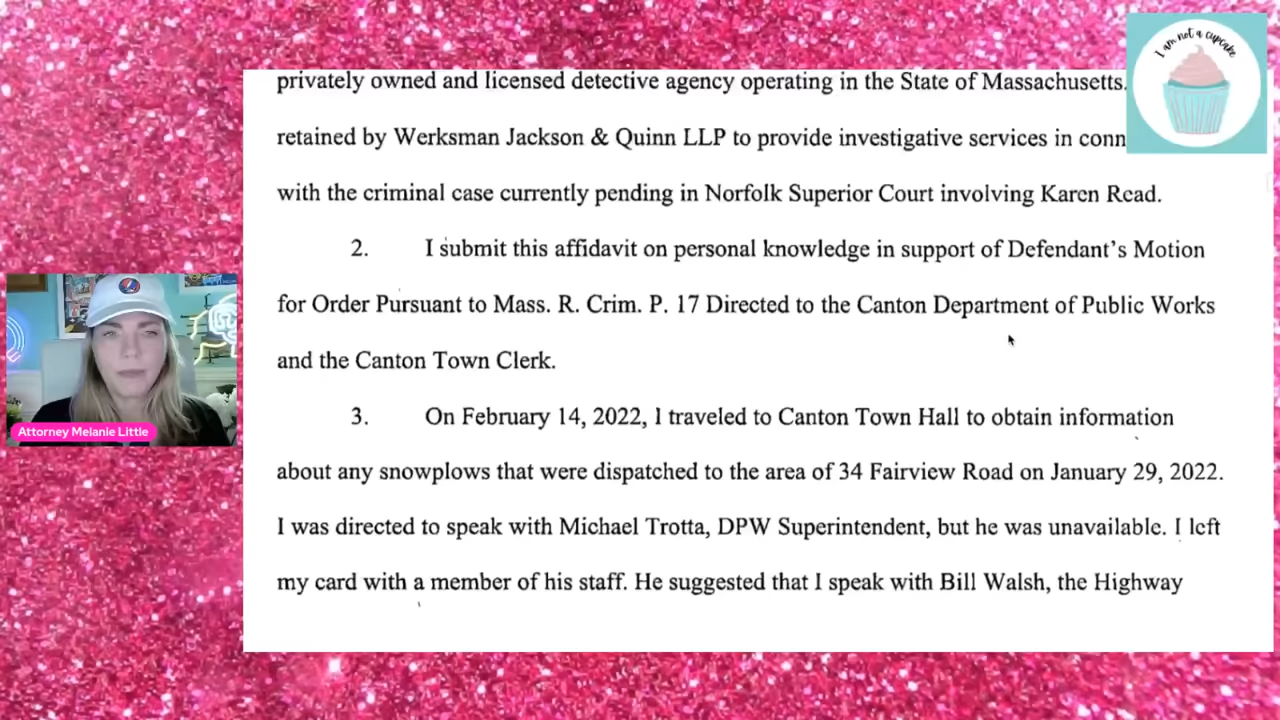 I am not a cupcake
privately owned and licensed detective agency operating in the State of Massachusetts.
retained by Werksman Jackson & Quinn LLP to provide investigative services in conn
with the criminal case currently pending in Norfolk Superior Court involving Karen Read.
2. I submit this affidavit on personal knowledge in support of Defendant's Motion
for Order Pursuant to Mass. R. Crim. P. 17 Directed to the Canton Department of Public Works
and the Canton Town Clerk.
3. On February 14, 2022, I traveled to Canton Town Hall to obtain information
about any snowplows that were dispatched to the area of 34 Fairview Road on January 29, 2022.
I was directed to speak with Michael Trotta, DPW Superintendent, but he was unavailable. I left
my card with a member of his staff. He suggested that I speak with Bill Walsh, the Highway
Attorney Melanie Little